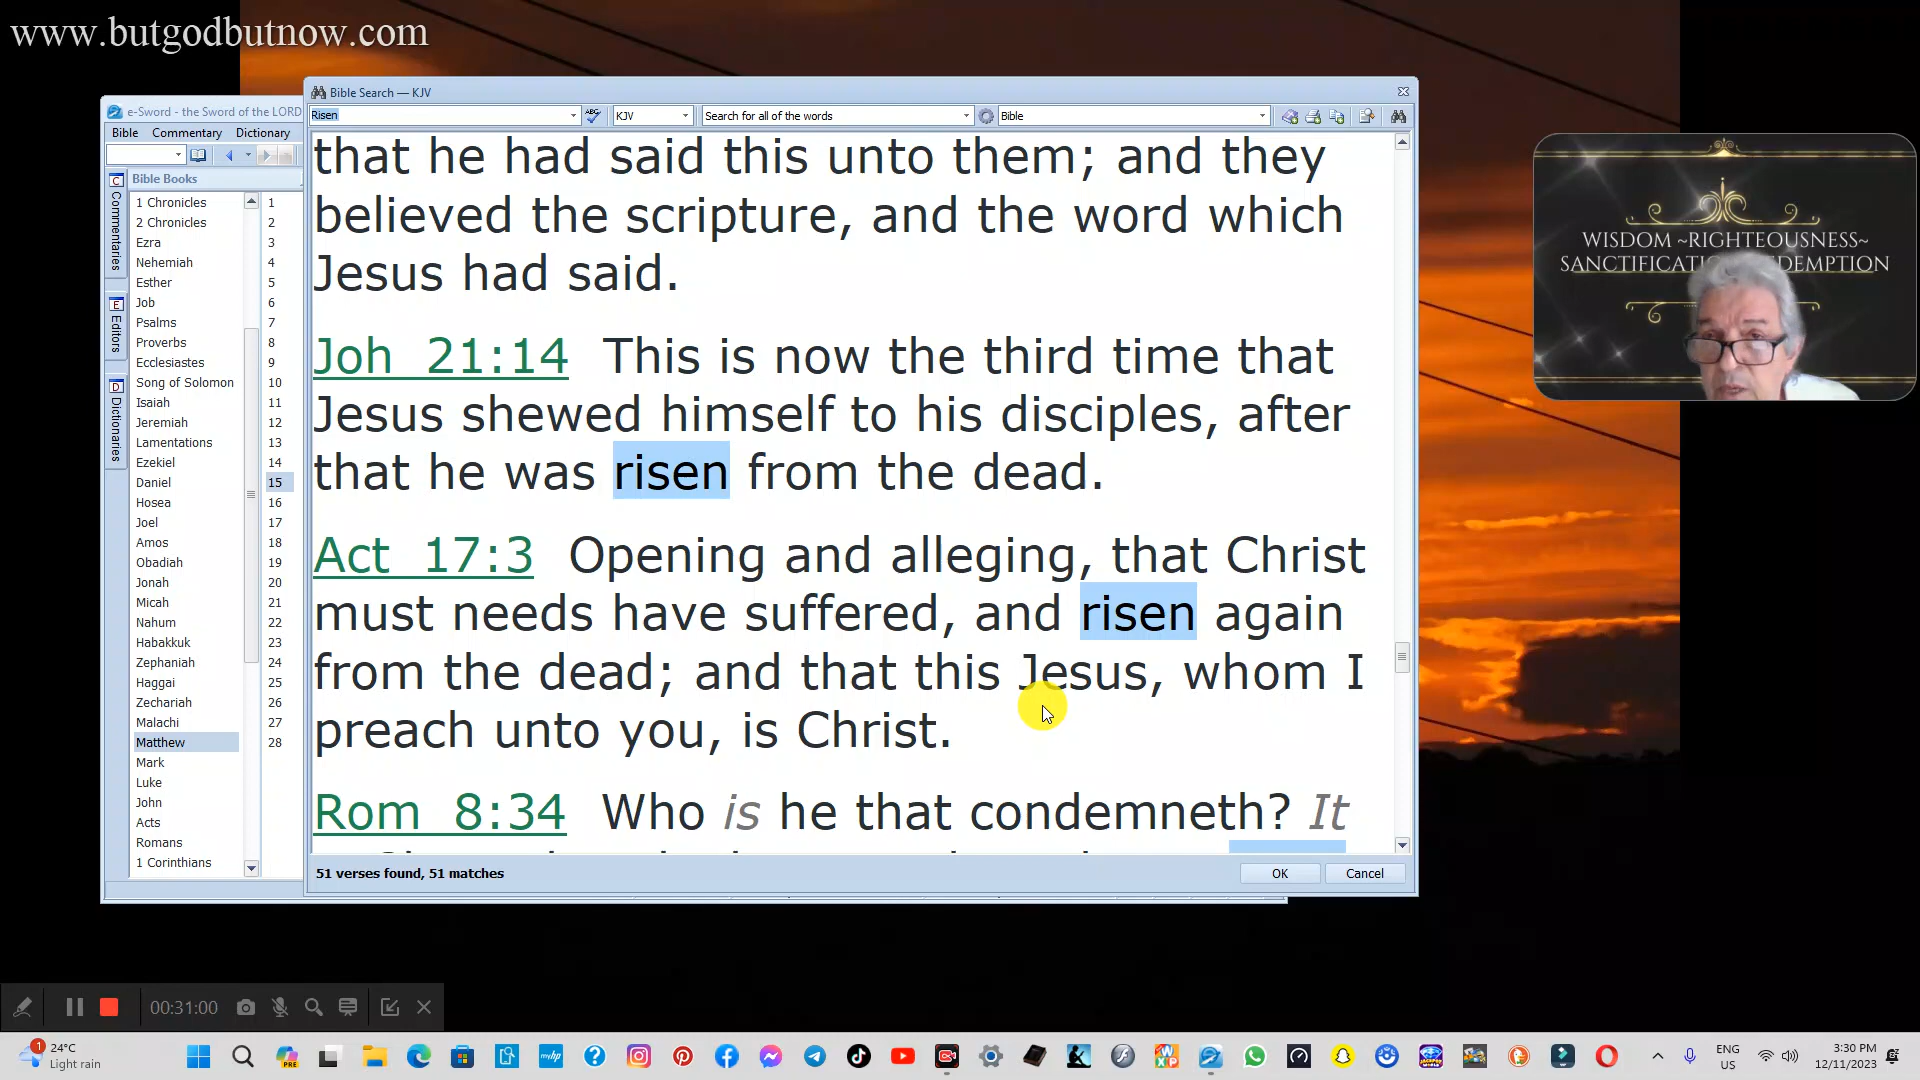 www.butgodbutnow.com
Bible Search — KJV
e-Sword - the Sword of the LORD
Risen
KJV
Search for all of the words
Bible
Bible Commentary Dictionary
Bible Books
Commentaries
Editors
Dictionaries
1 Chronicles 1
2 Chronicles 2
Ezra 3
Nehemiah 4
Esther 5
Job 6
Psalms 7
Proverbs 8
Ecclesiastes 9
Song of Solomon 10
Isaiah 11
Jeremiah 12
Lamentations 13
Ezekiel 14
Daniel 15
Hosea 16
Joel 17
Amos 18
Obadiah 19
Jonah 20
Micah 21
Nahum 22
Habakkuk 23
Zephaniah 24
Haggai 25
Zechariah 26
Malachi 27
Matthew 28
Mark
Luke
John
Acts
Romans
1 Corinthians
that he had said this unto them; and they
believed the scripture, and the word which
Jesus had said.
Joh 21:14 This is now the third time that
Jesus shewed himself to his disciples, after
that he was risen from the dead.
Act 17:3 Opening and alleging, that Christ
must needs have suffered, and risen again
from the dead; and that this Jesus, whom I
preach unto you, is Christ.
Rom 8:34 Who is he that condemneth? It
51 verses found, 51 matches
OK
Cancel
WISDOM ~RIGHTEOUSNESS~
00:31:00
24°C
Light rain
ENG
US
3:30 PM
12/11/2023